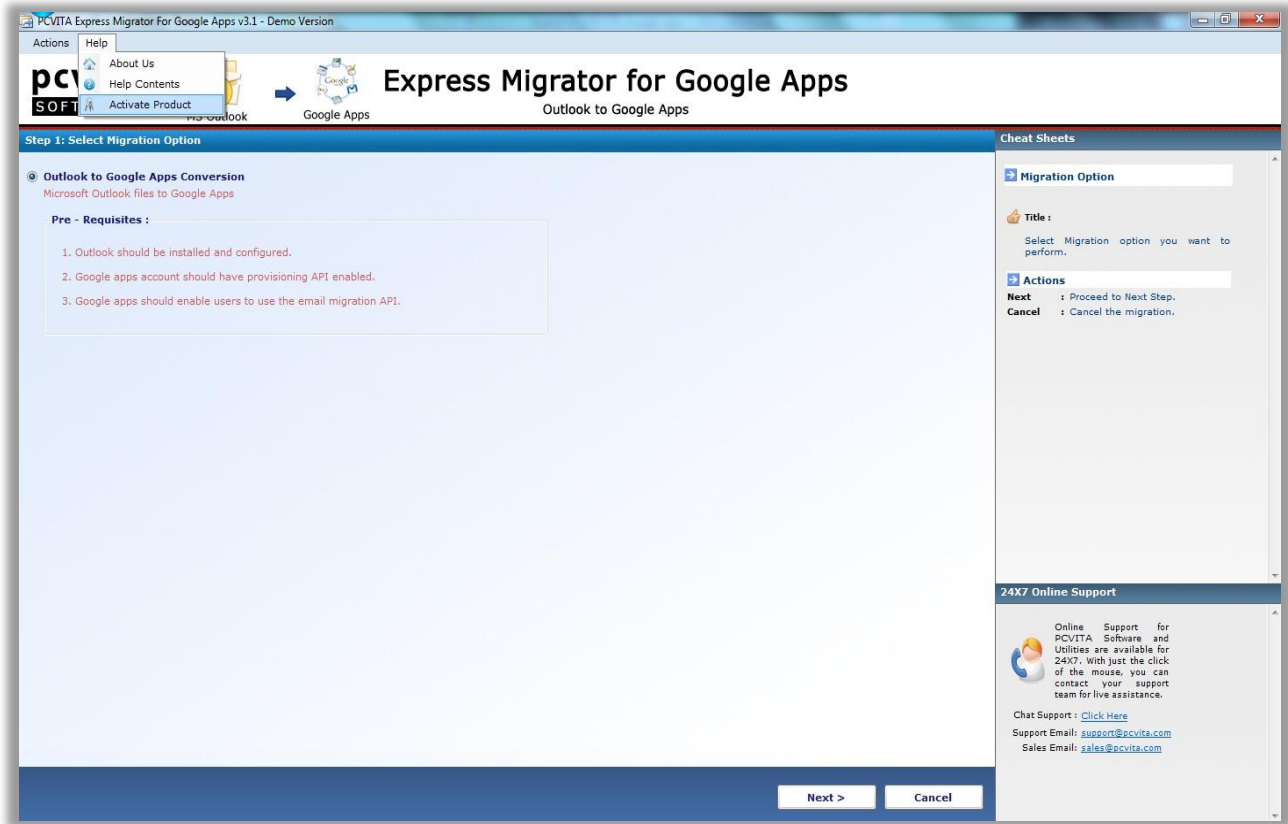 PCVITA Express Migrator For Google Apps v3.1 - Demo Version
Actions Help
About Us
Help Contents
Activate Product
SOFT
MS Outlook
Google
Google Apps
Express Migrator for Google Apps
Outlook to Google Apps
Step 1: Select Migration Option
Outlook to Google Apps Conversion
Microsoft Outlook files to Google Apps
Pre - Requisites :
1. Outlook should be installed and configured.
2. Google apps account should have provisioning API enabled.
3. Google apps should enable users to use the email migration API.
Next >
Cancel
Cheat Sheets
Migration Option
Title :
Select Migration option you want to
perform.
Actions
Next : Proceed to Next Step.
Cancel : Cancel the migration.
24X7 Online Support
Online Support for
PCVITA Software and
Utilities are available for
24X7. With just the click
of the mouse, you can
contact your support
team for live assistance.
Chat Support : Click Here
Support Email: support@pcvita.com
Sales Email: sales@pcvita.com